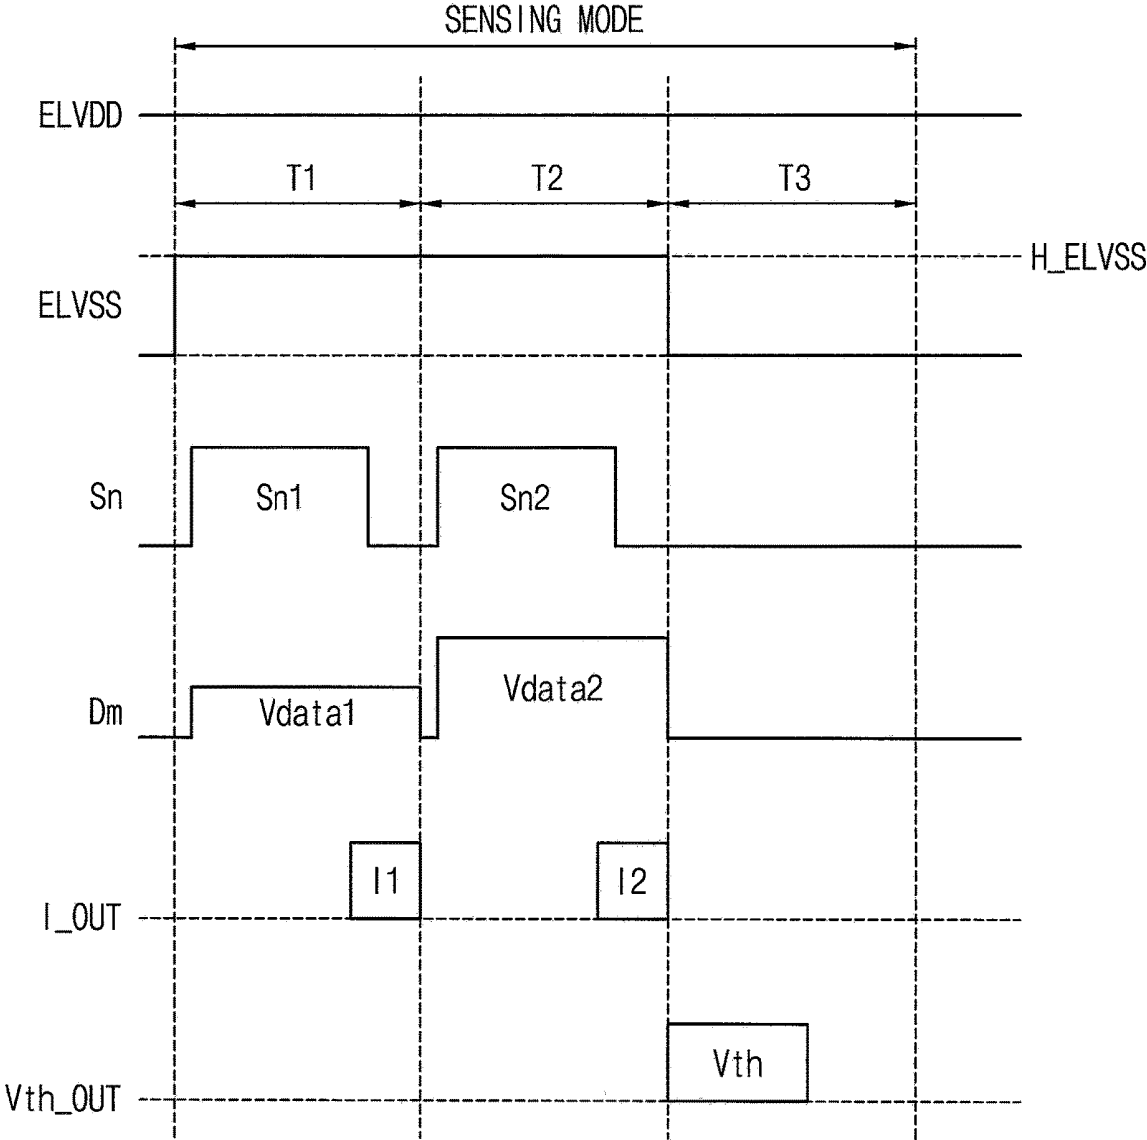 SENSING MODE
ELVDD
T1 T2 T3
H_ELVSS
ELVSS
Sn Sn1 Sn2
Dm Vdata1 Vdata2
I_OUT I1 I2
Vth_OUT Vth